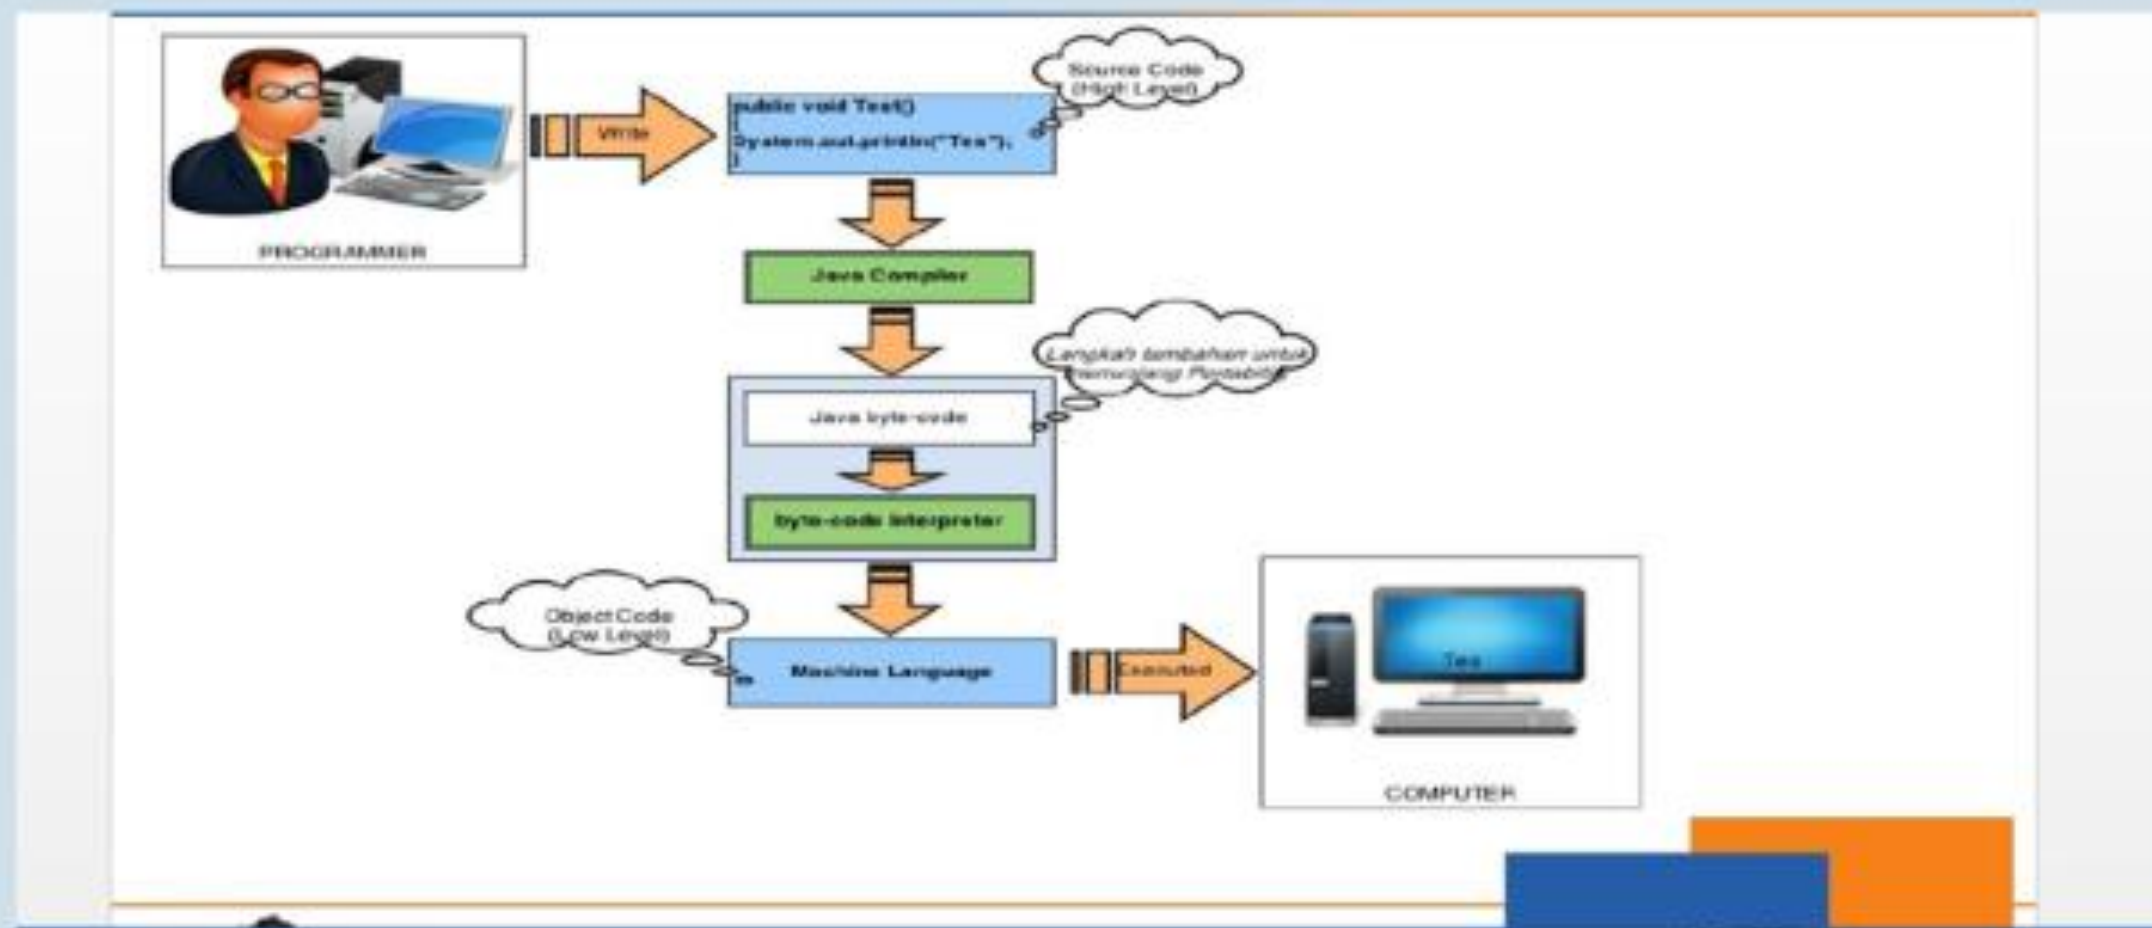 Source Code
(High Level)
public void Test()
{
System.out.println("Tes");
}
Write
PROGRAMMER
Java Compiler
Langkah tambahan untuk
menunjang
Java byte-code
byte-code interpreter
Object Code
(Low Level)
Machine Language
Executed
Tes
COMPUTER